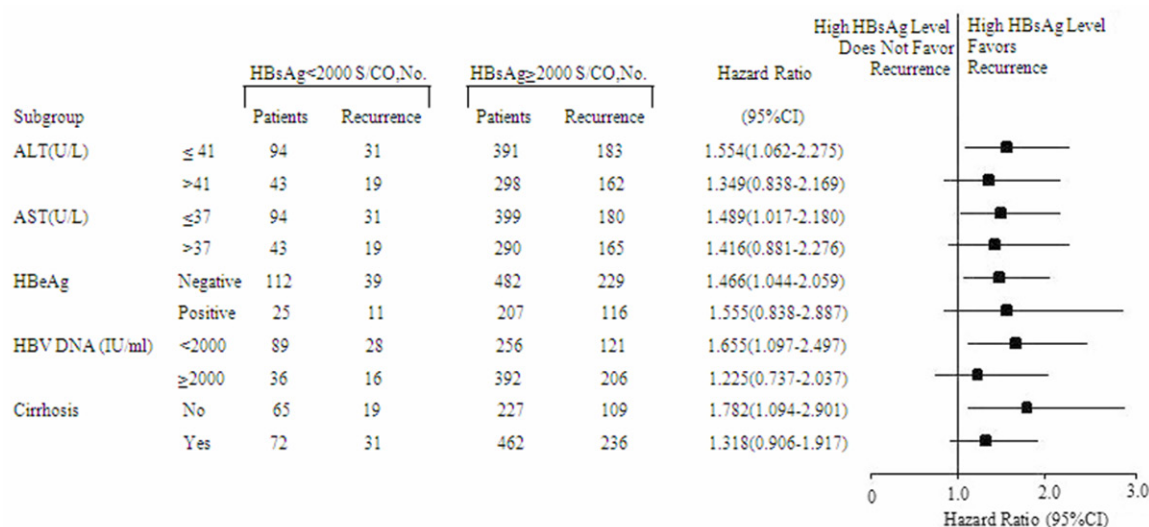 High HBsAg Level Does Not Favor Recurrence
High HBsAg Level Favors Recurrence
HBsAg<2000 S/CO,No. HBsAg≥2000 S/CO,No. Hazard Ratio
Subgroup Patients Recurrence Patients Recurrence (95%CI)
ALT(U/L) ≤ 41 94 31 391 183 1.554(1.062-2.275)
>41 43 19 298 162 1.349(0.838-2.169)
AST(U/L) ≤37 94 31 399 180 1.489(1.017-2.180)
>37 43 19 290 165 1.416(0.881-2.276)
HBeAg Negative 112 39 482 229 1.466(1.044-2.059)
Positive 25 11 207 116 1.555(0.838-2.887)
HBV DNA (IU/ml) <2000 89 28 256 121 1.655(1.097-2.497)
≥2000 36 16 392 206 1.225(0.737-2.037)
Cirrhosis No 65 19 227 109 1.782(1.094-2.901)
Yes 72 31 462 236 1.318(0.906-1.917)
0 1.0 2.0 3.0
Hazard Ratio (95%CI)